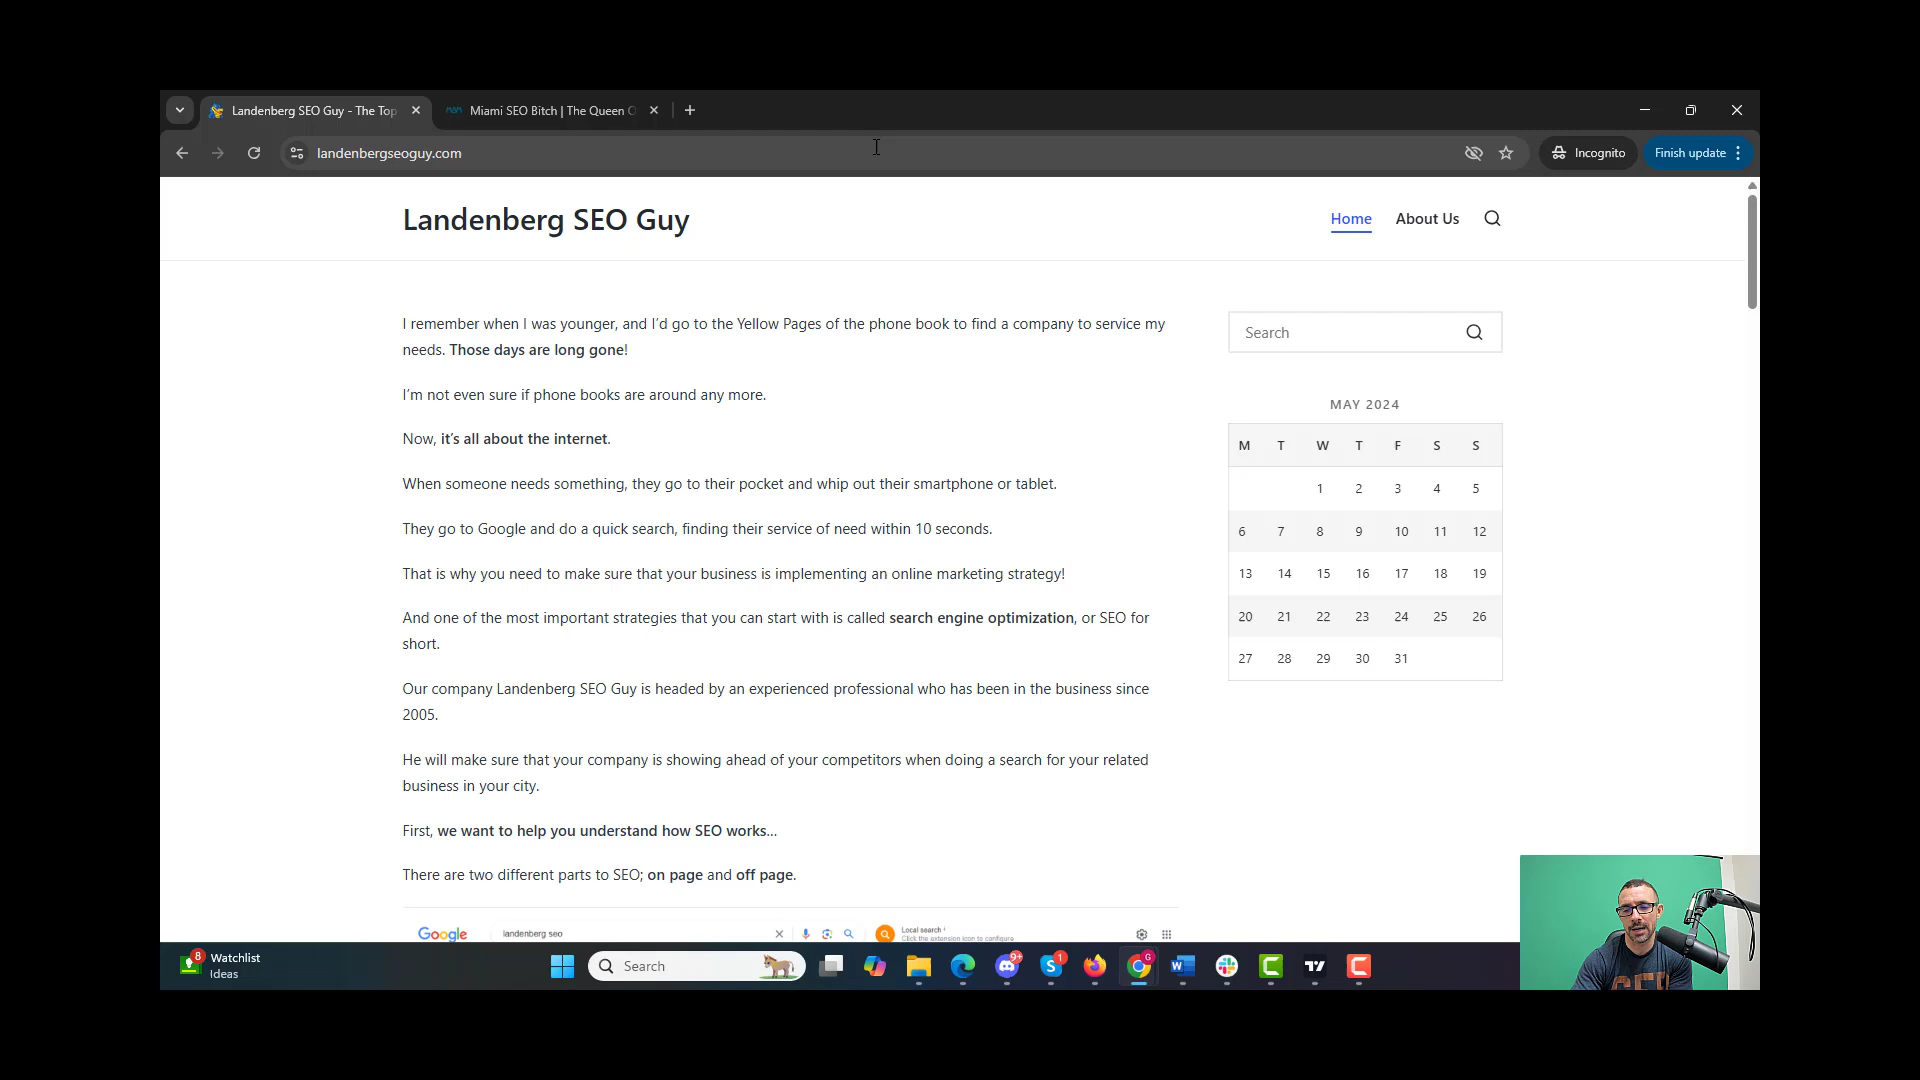 Landenberg SEO Guy - The Top
Miami SEO Bitch | The Queen O
landenbergseoguy.com
Incognito
Finish update
Landenberg SEO Guy
Home
About Us
I remember when I was younger, and I’d go to the Yellow Pages of the phone book to find a company to service my
needs. Those days are long gone!
I’m not even sure if phone books are around any more.
Now, it’s all about the internet.
When someone needs something, they go to their pocket and whip out their smartphone or tablet.
They go to Google and do a quick search, finding their service of need within 10 seconds.
That is why you need to make sure that your business is implementing an online marketing strategy!
And one of the most important strategies that you can start with is called search engine optimization, or SEO for
short.
Our company Landenberg SEO Guy is headed by an experienced professional who has been in the business since
2005.
He will make sure that your company is showing ahead of your competitors when doing a search for your related
business in your city.
First, we want to help you understand how SEO works…
There are two different parts to SEO; on page and off page.
Google
landenberg seo
Local search
Click the extension icon to configure
Search
MAY 2024
M T W T F S S
1 2 3 4 5
6 7 8 9 10 11 12
13 14 15 16 17 18 19
20 21 22 23 24 25 26
27 28 29 30 31
8
Watchlist
Ideas
Search
9+
1
G